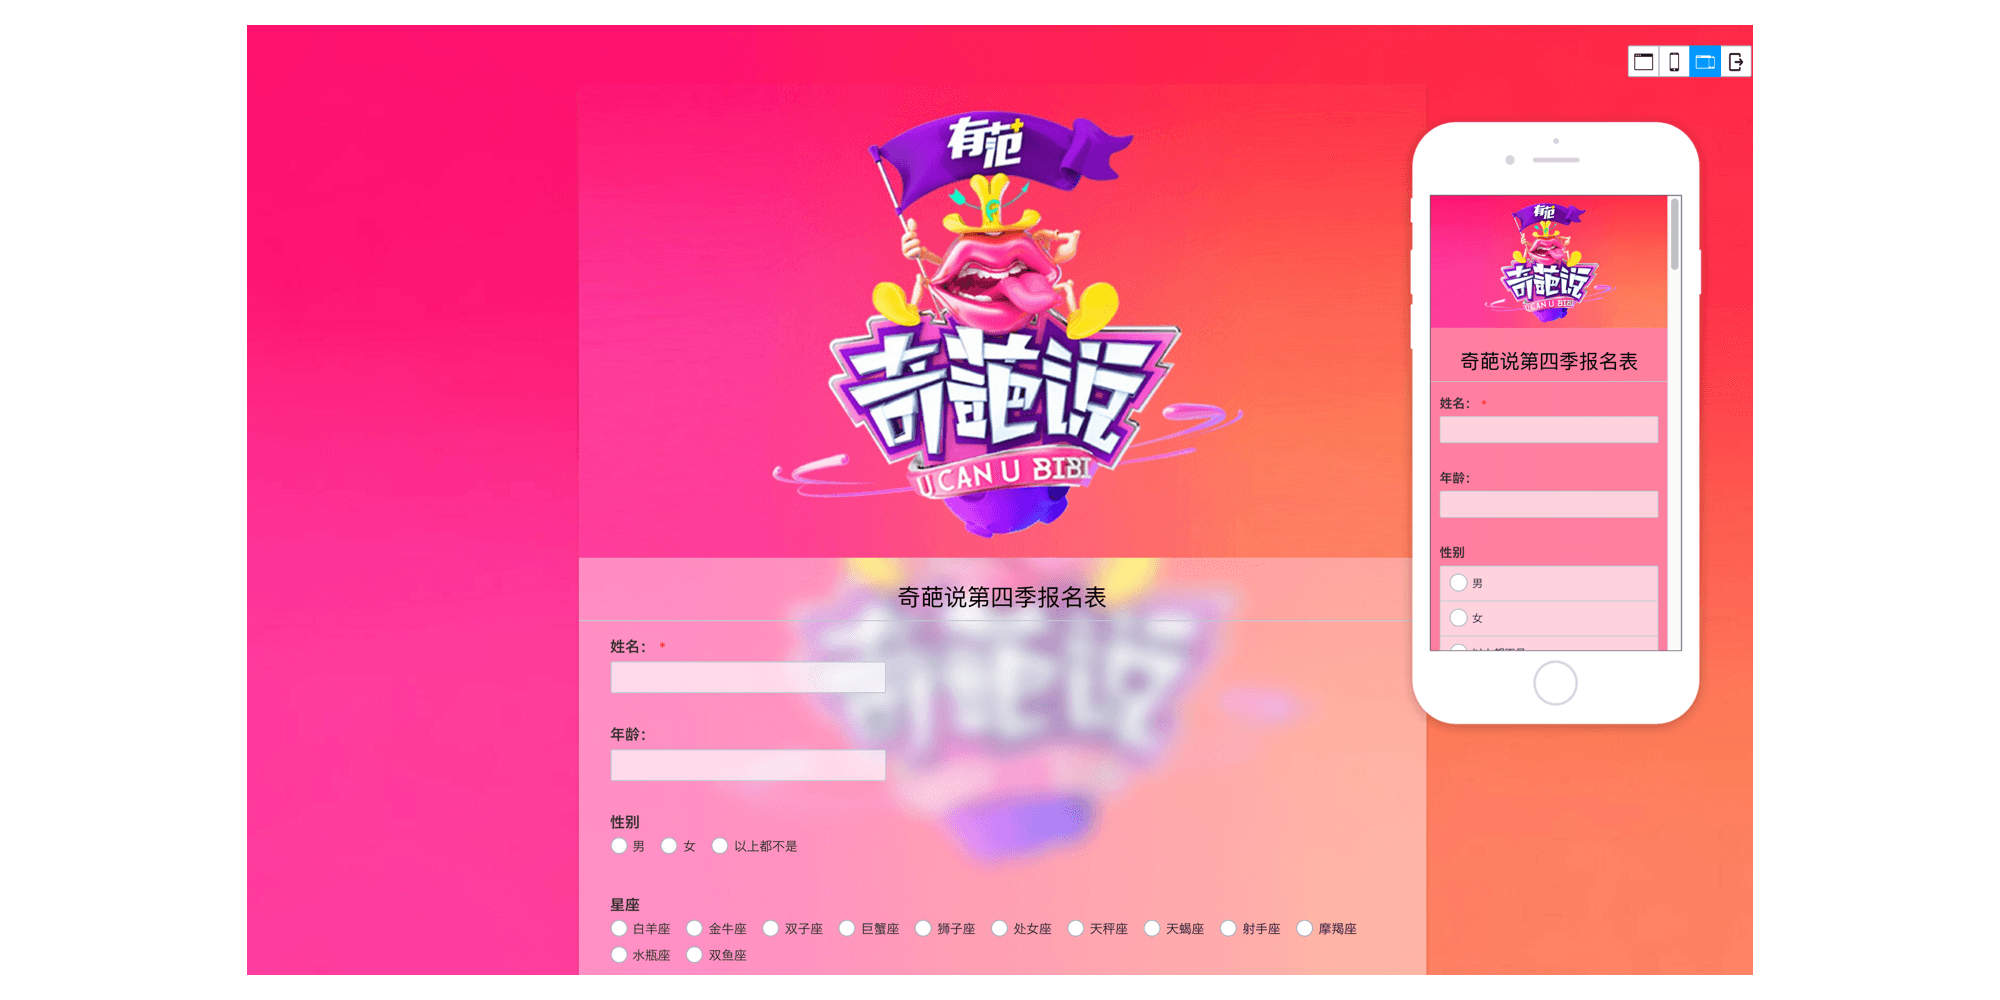 有范+
奇葩说
U CAN U BIBI
奇葩说第四季报名表
姓名： *
年龄：
性别
男 女 以上都不是
星座
白羊座 金牛座 双子座 巨蟹座 狮子座 处女座 天秤座 天蝎座 射手座 摩羯座
水瓶座 双鱼座
有范
奇葩说
U CAN U BIBI
奇葩说第四季报名表
姓名： *
年龄：
性别
男
女